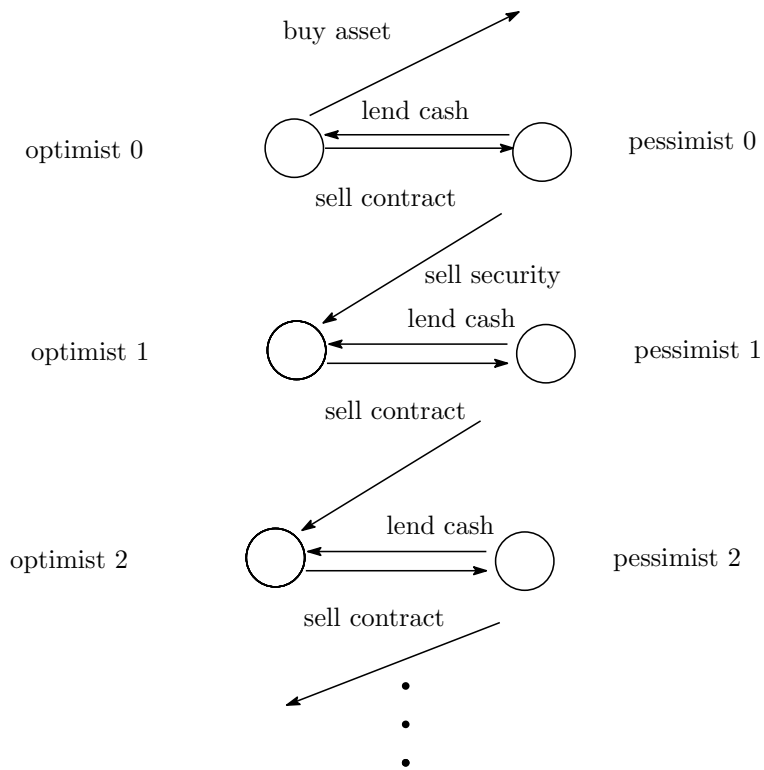 buy asset
lend cash
optimist 0
pessimist 0
sell contract
sell security
lend cash
optimist 1
pessimist 1
sell contract
lend cash
optimist 2
pessimist 2
sell contract